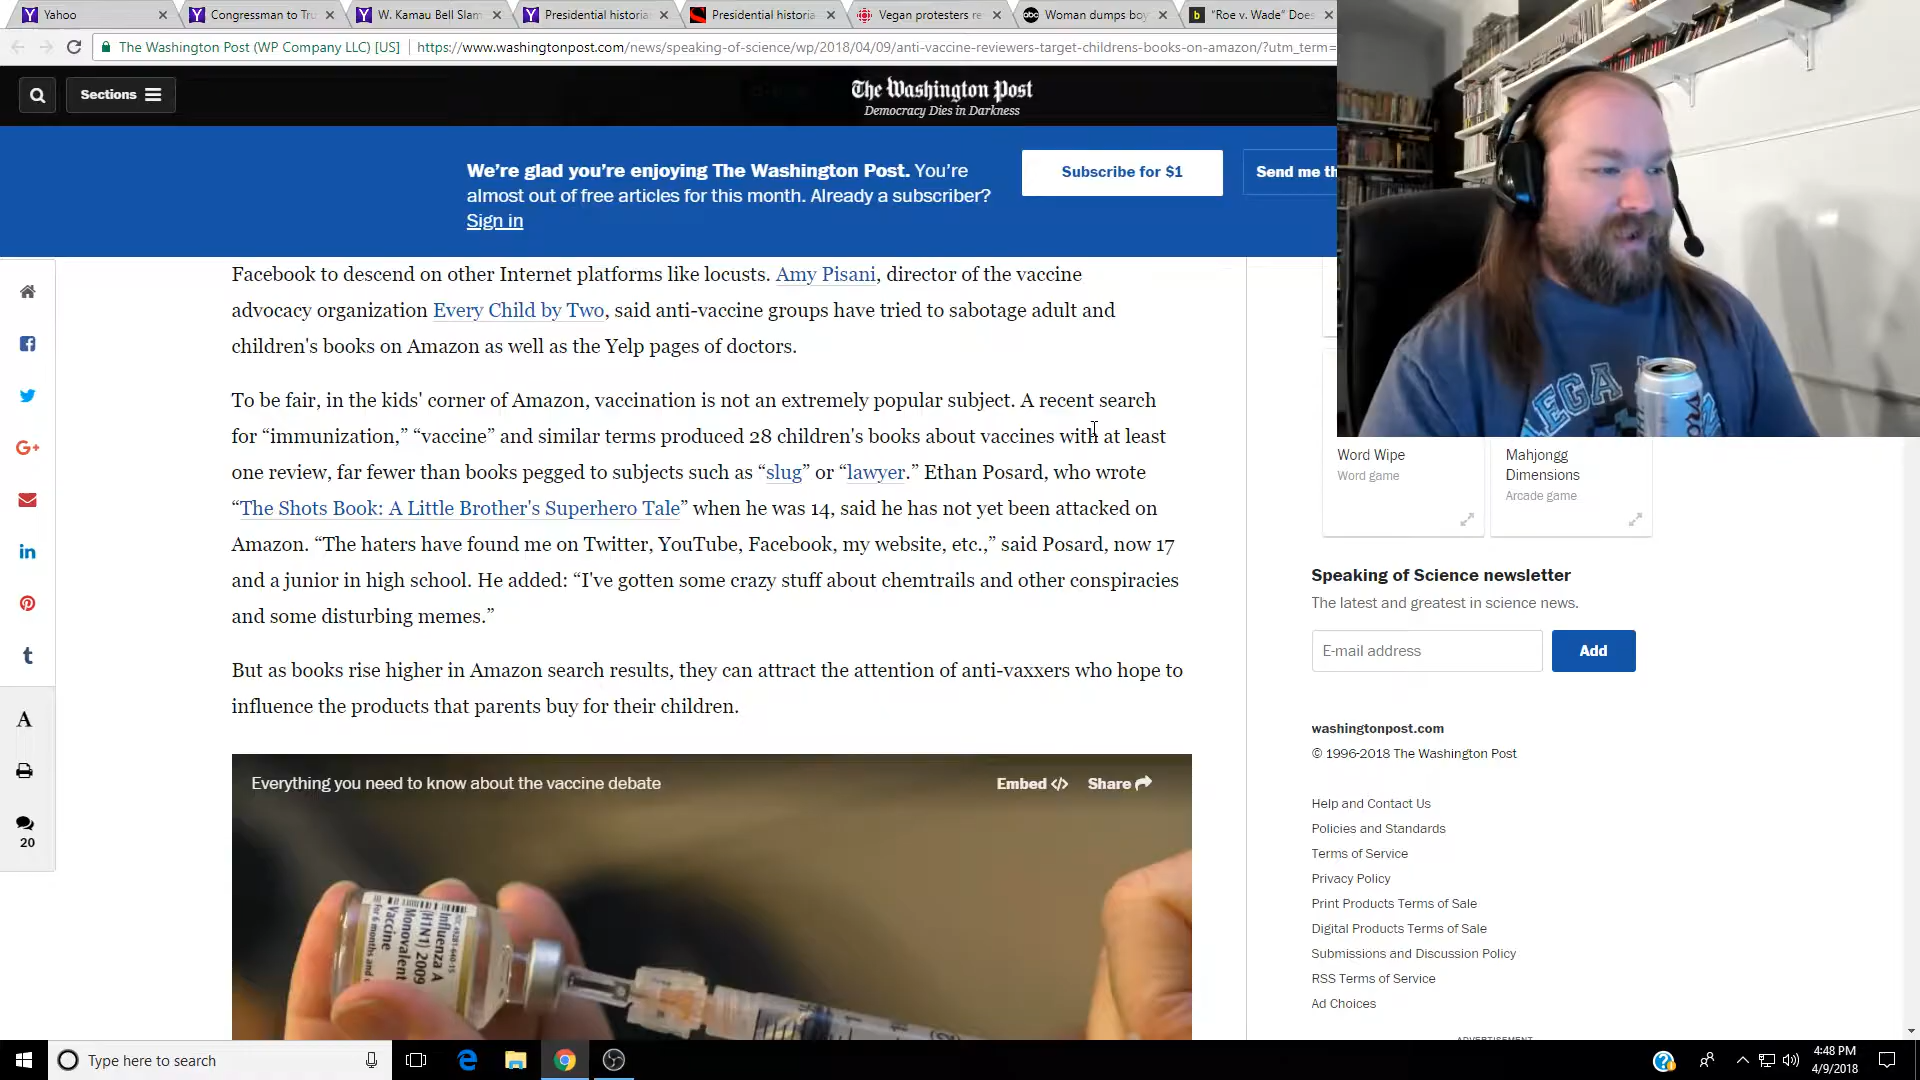 Yahoo
Congressman to Tru
W. Kamau Bell Slam
Presidential historia
Presidential historia
Vegan protesters re
Woman dumps boy
"Roe v. Wade" Does
The Washington Post (WP Company LLC) [US]
https://www.washingtonpost.com/news/speaking-of-science/wp/2018/04/09/anti-vaccine-reviewers-target-childrens-books-on-amazon/?utm_term=
Sections
The Washington Post
Democracy Dies in Darkness
We're glad you're enjoying The Washington Post. You're
almost out of free articles for this month. Already a subscriber?
Sign in
Subscribe for $1
Send me th
Facebook to descend on other Internet platforms like locusts. Amy Pisani, director of the vaccine
advocacy organization Every Child by Two, said anti-vaccine groups have tried to sabotage adult and
children's books on Amazon as well as the Yelp pages of doctors.
To be fair, in the kids' corner of Amazon, vaccination is not an extremely popular subject. A recent search
for “immunization,” “vaccine” and similar terms produced 28 children's books about vaccines with at least
one review, far fewer than books pegged to subjects such as “slug” or “lawyer.” Ethan Posard, who wrote
“The Shots Book: A Little Brother's Superhero Tale” when he was 14, said he has not yet been attacked on
Amazon. “The haters have found me on Twitter, YouTube, Facebook, my website, etc.,” said Posard, now 17
and a junior in high school. He added: “I've gotten some crazy stuff about chemtrails and other conspiracies
and some disturbing memes.”
But as books rise higher in Amazon search results, they can attract the attention of anti-vaxxers who hope to
influence the products that parents buy for their children.
Everything you need to know about the vaccine debate
Embed
Share
Influenza A
(H1N1) 2009
Monovalent
Vaccine
20
Word Wipe
Word game
Mahjongg
Dimensions
Arcade game
Speaking of Science newsletter
The latest and greatest in science news.
E-mail address
Add
washingtonpost.com
© 1996-2018 The Washington Post
Help and Contact Us
Policies and Standards
Terms of Service
Privacy Policy
Print Products Terms of Sale
Digital Products Terms of Sale
Submissions and Discussion Policy
RSS Terms of Service
Ad Choices
ADVERTISEMENT
Type here to search
4:48 PM
4/9/2018